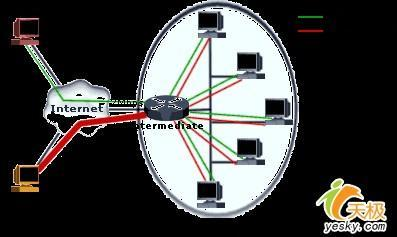 Internet
ntermediate
天极
yesky.com